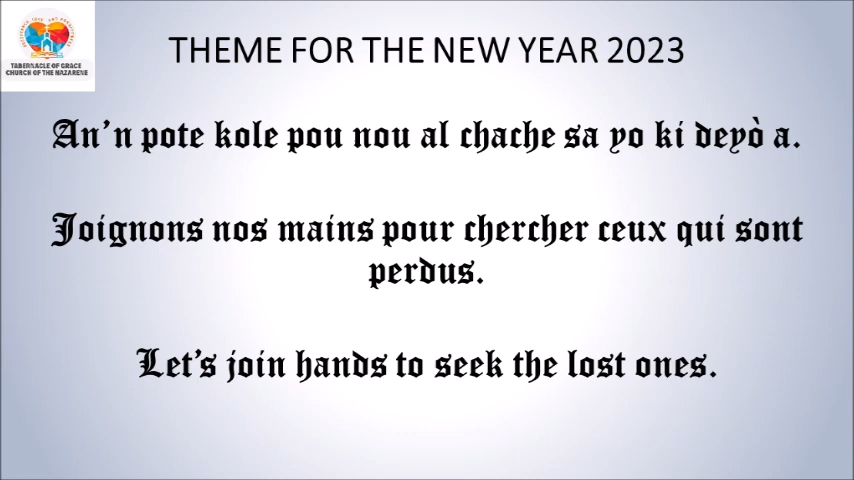 TABERNACLE OF GRACE
CHURCH OF THE NAZARENE
THEME FOR THE NEW YEAR 2023
An'n pote kole pou nou al chache sa yo ki deyò a.
Joignons nos mains pour chercher ceux qui sont
perdus.
Let's join hands to seek the lost ones.